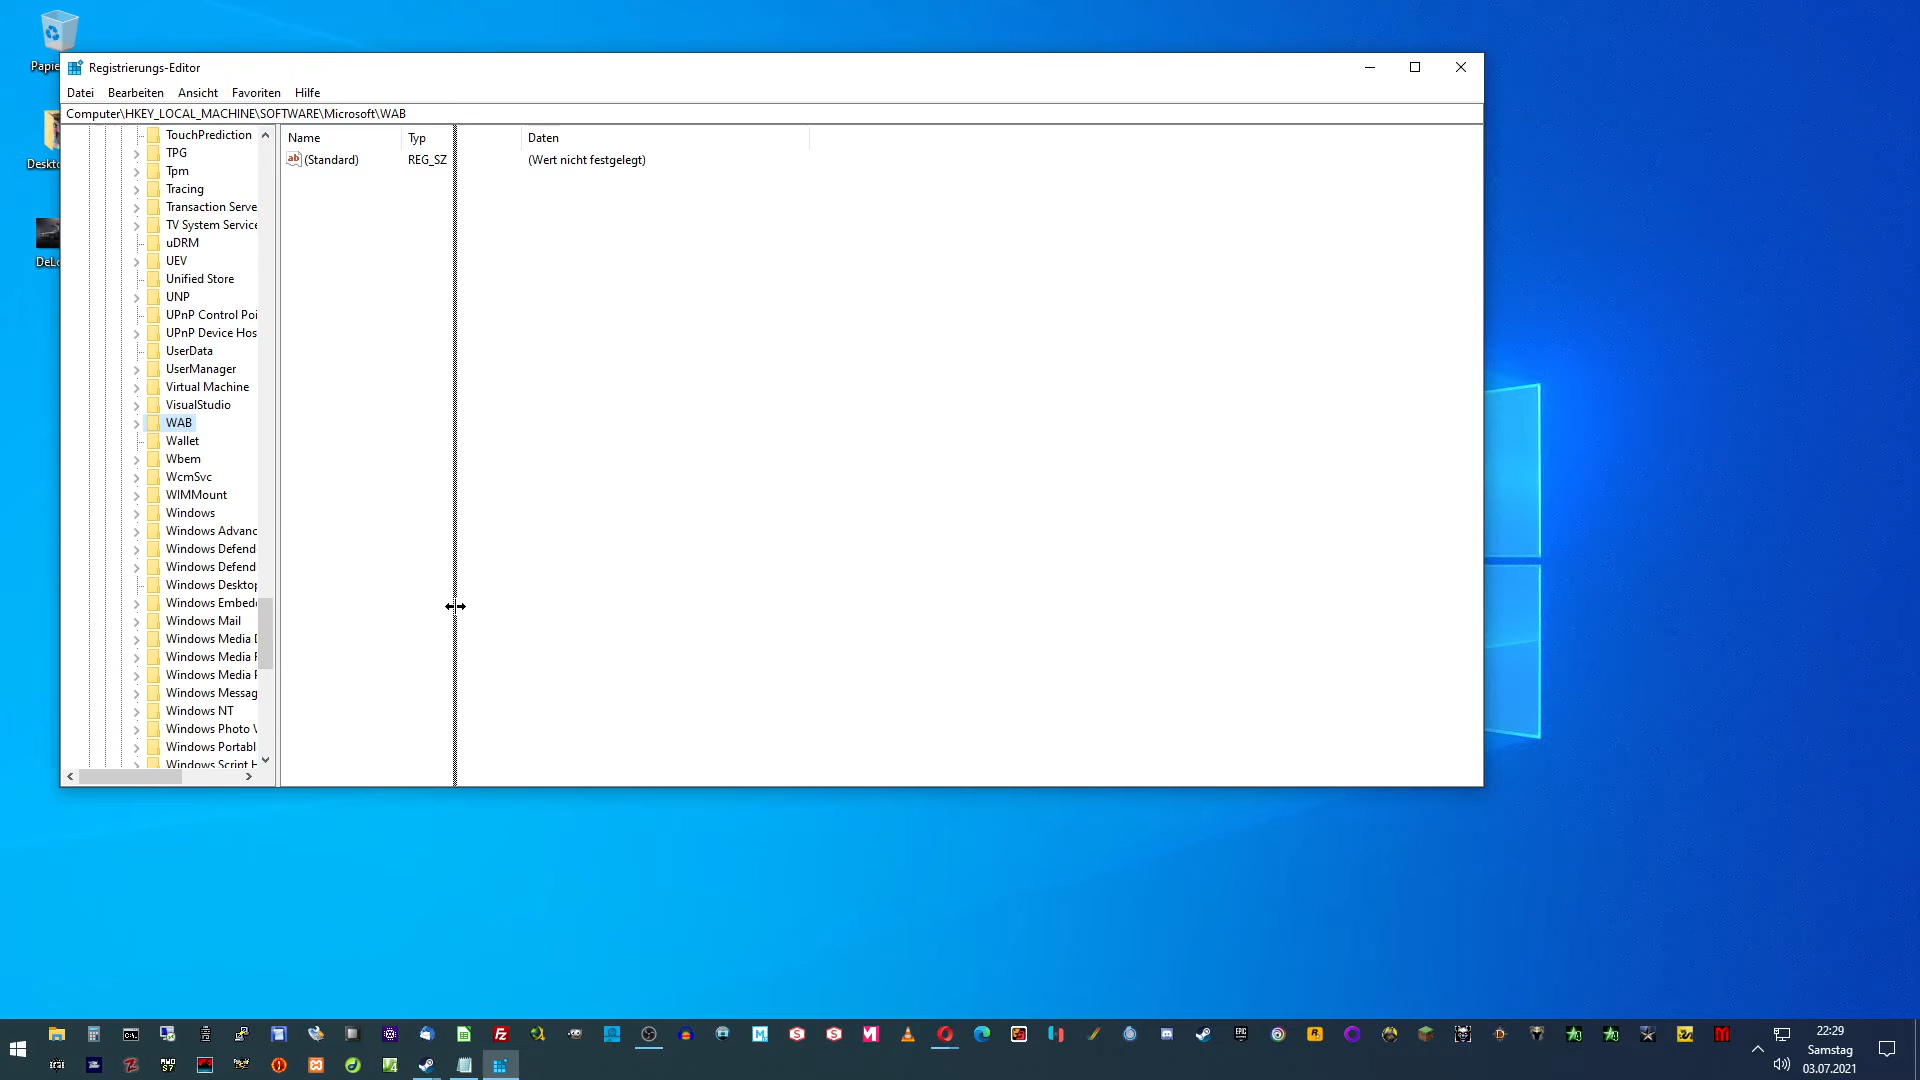 Papie
Deskto
DeLo
Registrierungs-Editor
Datei Bearbeiten Ansicht Favoriten Hilfe
Computer\HKEY_LOCAL_MACHINE\SOFTWARE\Microsoft\WAB
TouchPrediction
TPG
Tpm
Tracing
Transaction Serve
TV System Service
uDRM
UEV
Unified Store
UNP
UPnP Control Poi
UPnP Device Hos
UserData
UserManager
Virtual Machine
VisualStudio
WAB
Wallet
Wbem
WcmSvc
WIMMount
Windows
Windows Advanc
Windows Defend
Windows Defend
Windows Desktop
Windows Embed
Windows Mail
Windows Media
Windows Media
Windows Media
Windows Messag
Windows NT
Windows Photo
Windows Portabl
Windows Script H
Name Typ Daten
(Standard) REG_SZ (Wert nicht festgelegt)
22:29
Samstag
03.07.2021